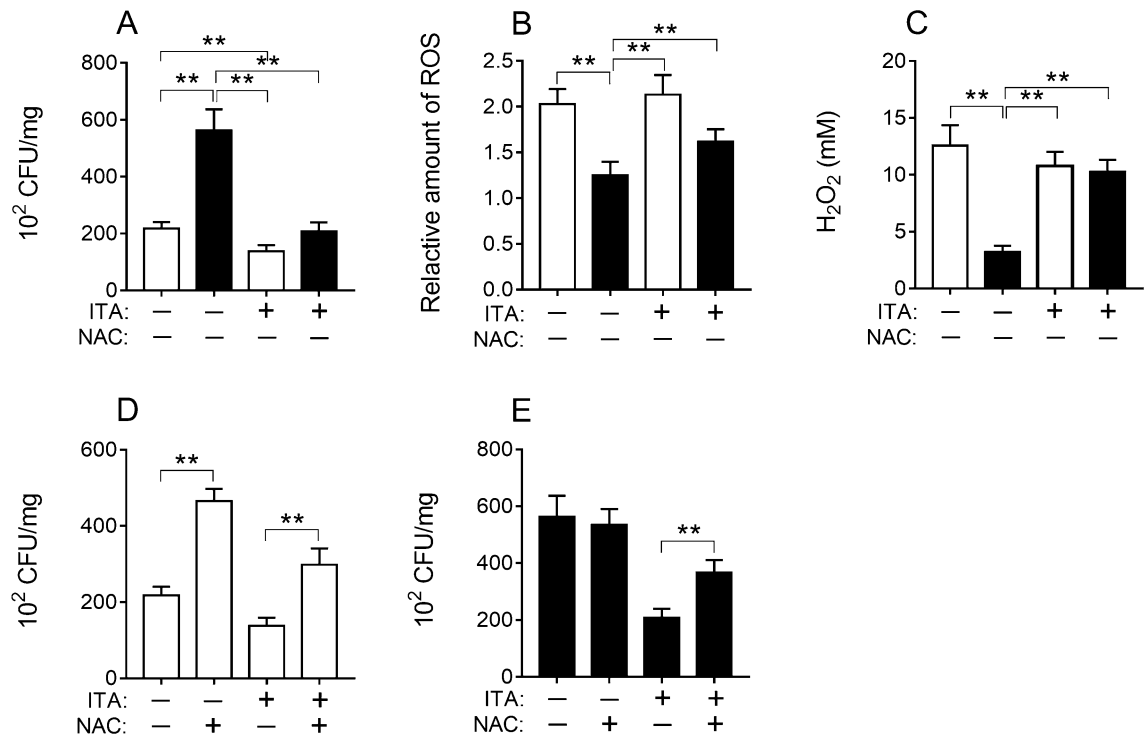 A
10² CFU/mg
800
600
400
200
0
** ** ** **
ITA: – – + +
NAC: – – – –
B
Relactive amount of ROS
2.5
2.0
1.5
1.0
0.5
0.0
** ** **
ITA: – – + +
NAC: – – – –
C
H₂O₂ (mM)
20
15
10
5
0
** ** **
ITA: – – + +
NAC: – – – –
D
10² CFU/mg
600
400
200
0
** **
ITA: – – + +
NAC: – + – +
E
10² CFU/mg
800
600
400
200
0
**
ITA: – – + +
NAC: – + – +